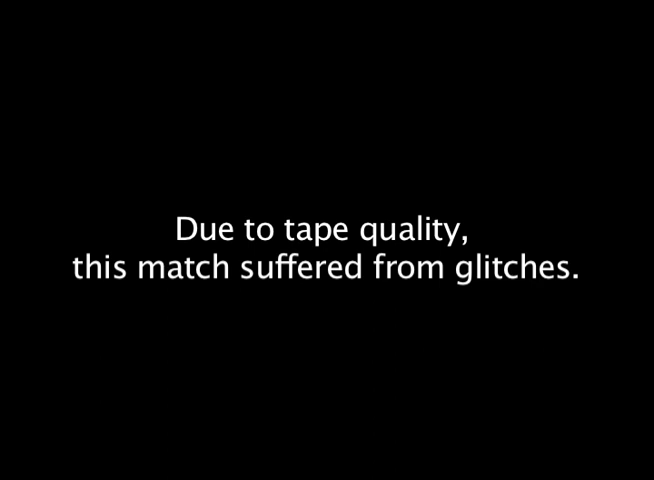 Due to tape quality,
this match suffered from glitches.